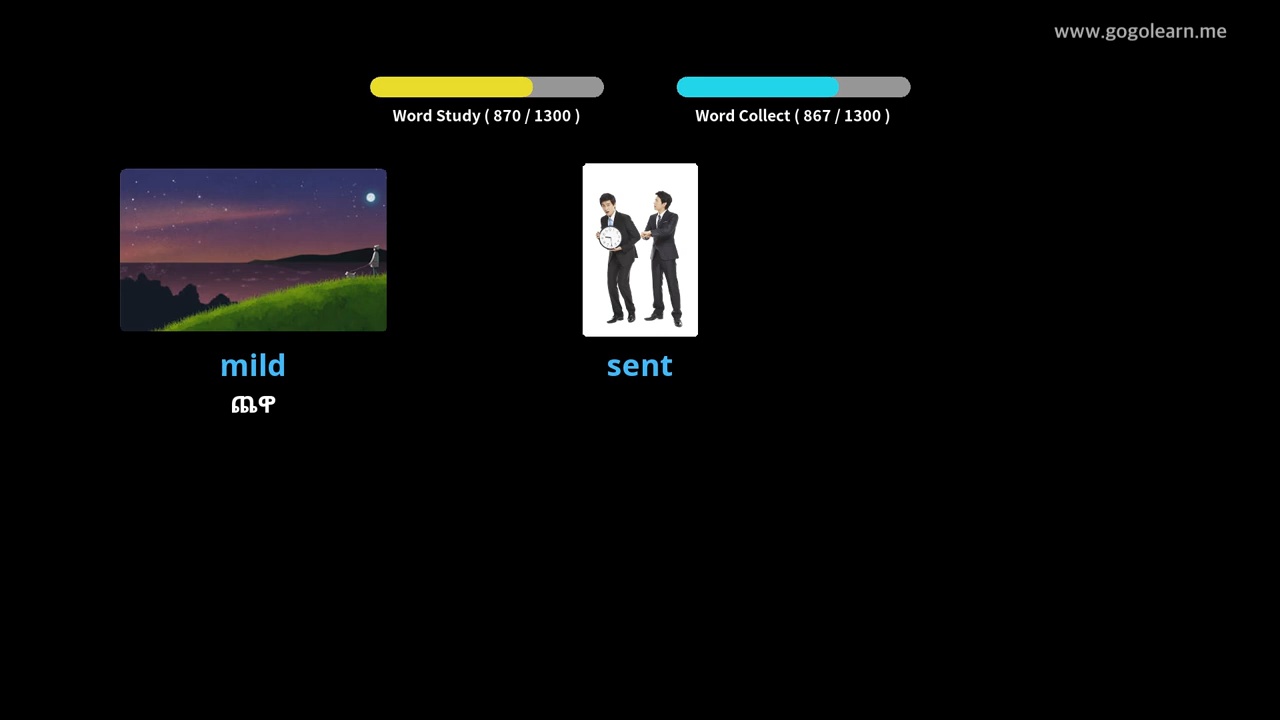 www.gogolearn.me
Word Study ( 870 / 1300 )
Word Collect ( 867 / 1300 )
mild
ጨዋ
sent